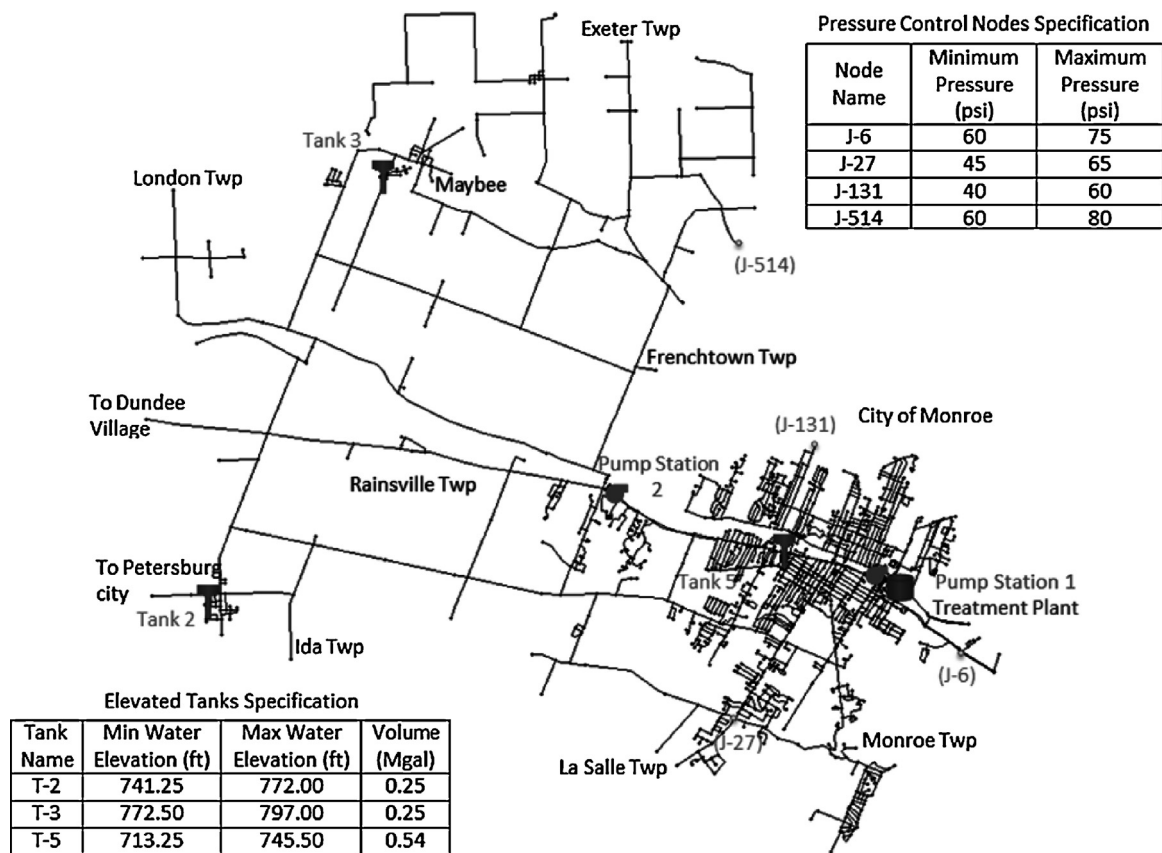 Exeter Twp
Pressure Control Nodes Specification
Node Name | Minimum Pressure (psi) | Maximum Pressure (psi)
J-6 | 60 | 75
J-27 | 45 | 65
J-131 | 40 | 60
J-514 | 60 | 80
Tank 3
London Twp
Maybee
(J-514)
Frenchtown Twp
To Dundee
Village
City of Monroe
(J-131)
Rainsville Twp
Pump Station
2
To Petersburg
city
Tank 2
Tank 5
Pump Station 1
Treatment Plant
Ida Twp
(J-6)
(J-27)
Monroe Twp
La Salle Twp
Elevated Tanks Specification
Tank Name | Min Water Elevation (ft) | Max Water Elevation (ft) | Volume (Mgal)
T-2 | 741.25 | 772.00 | 0.25
T-3 | 772.50 | 797.00 | 0.25
T-5 | 713.25 | 745.50 | 0.54